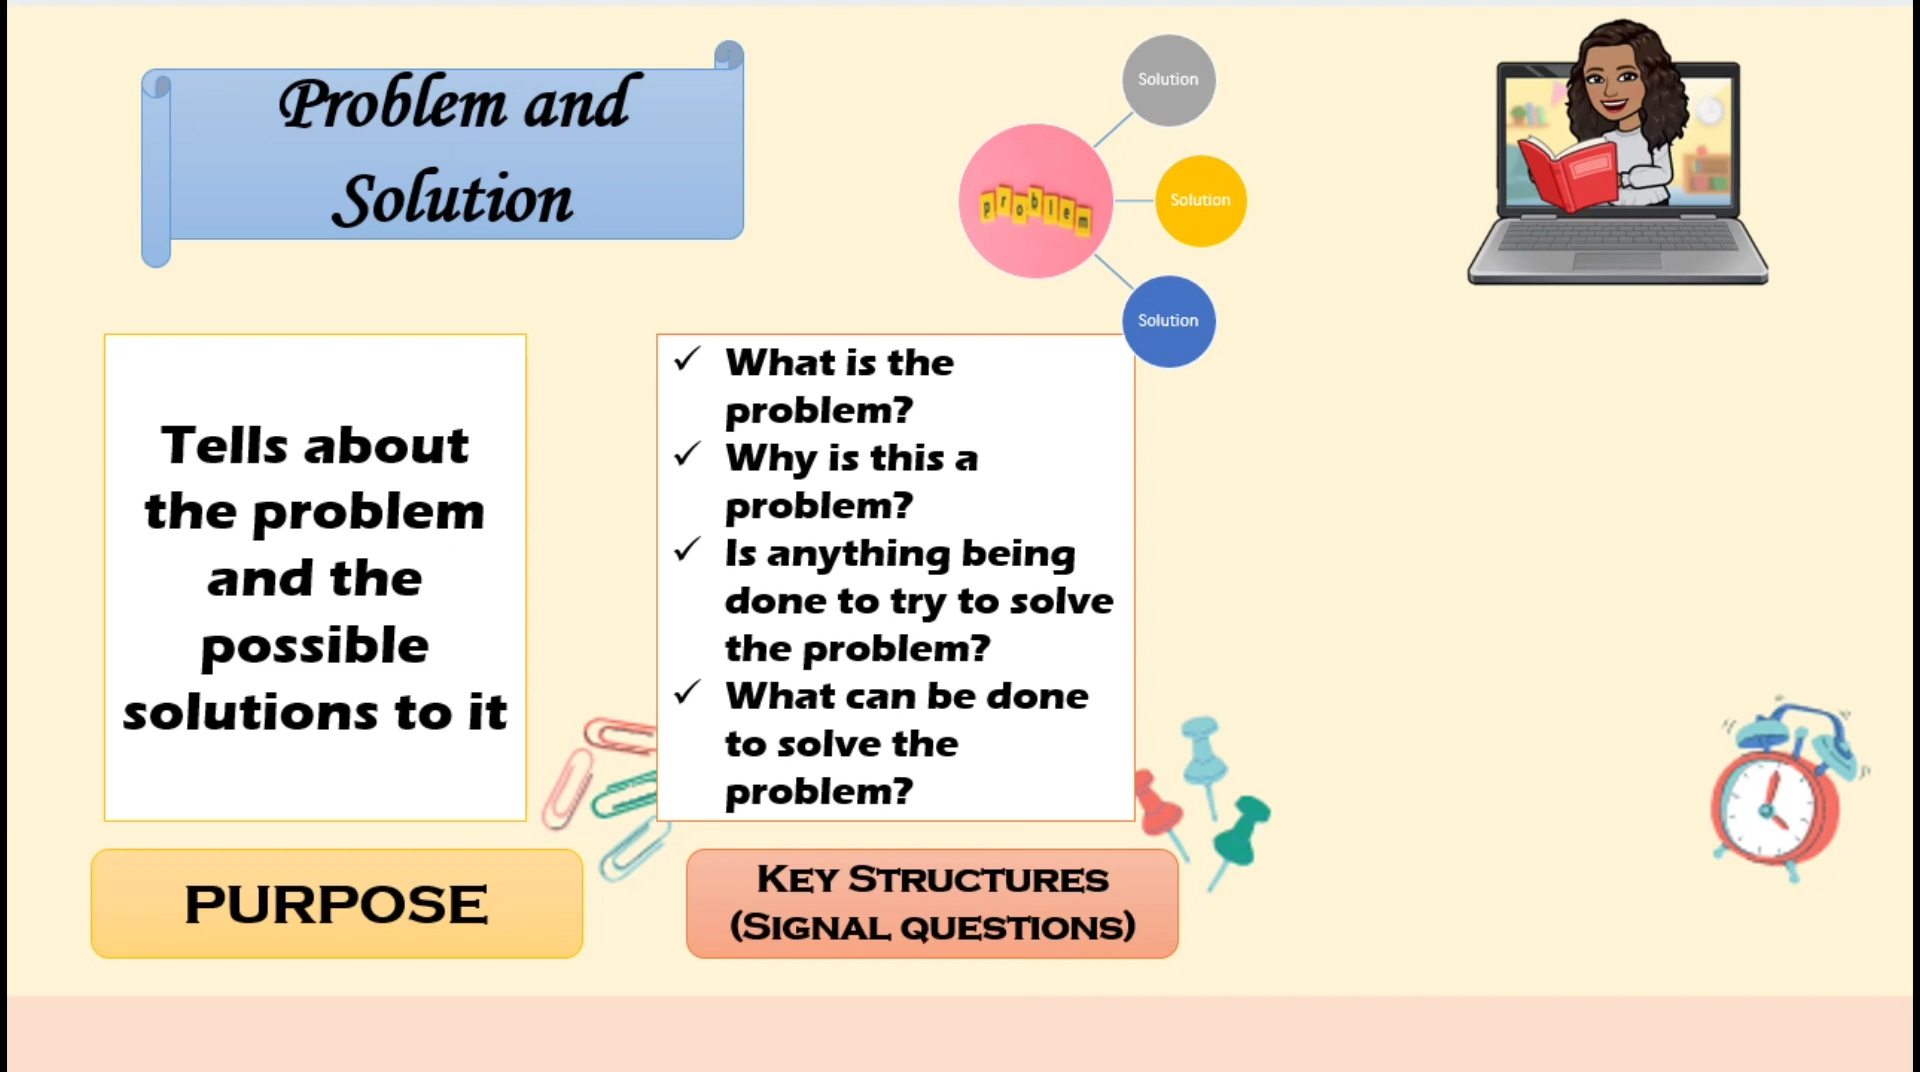 Problem and
Solution
Solution
problem
Solution
Solution
Tells about
the problem
and the
possible
solutions to it
✓ What is the
problem?
✓ Why is this a
problem?
✓ Is anything being
done to try to solve
the problem?
✓ What can be done
to solve the
problem?
PURPOSE
KEY STRUCTURES
(SIGNAL QUESTIONS)